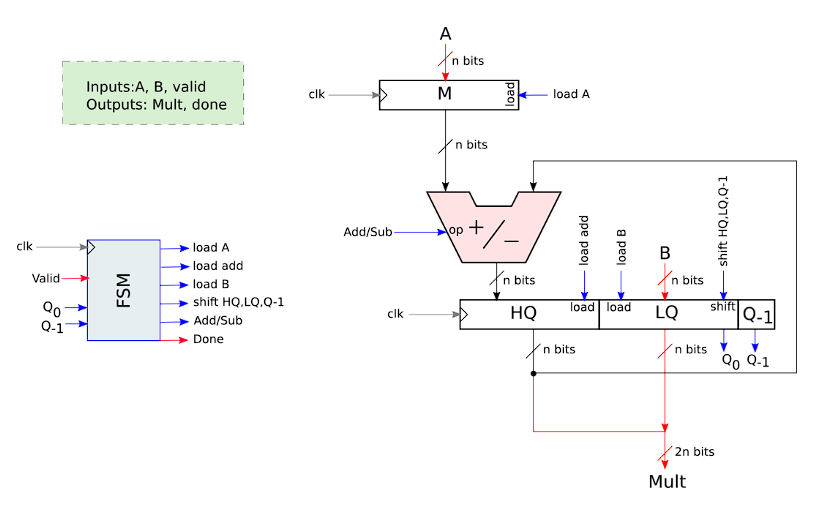 A
n bits
clk
M
load
load A
Inputs:A, B, valid
Outputs: Mult, done
n bits
Add/Sub
op
+/−
load add
load B
shift HQ,LQ,Q-1
B
n bits
n bits
clk
HQ
load
load
LQ
shift
Q-1
n bits
n bits
Q0
Q-1
2n bits
Mult
clk
Valid
Q0
Q-1
FSM
load A
load add
load B
shift HQ,LQ,Q-1
Add/Sub
Done